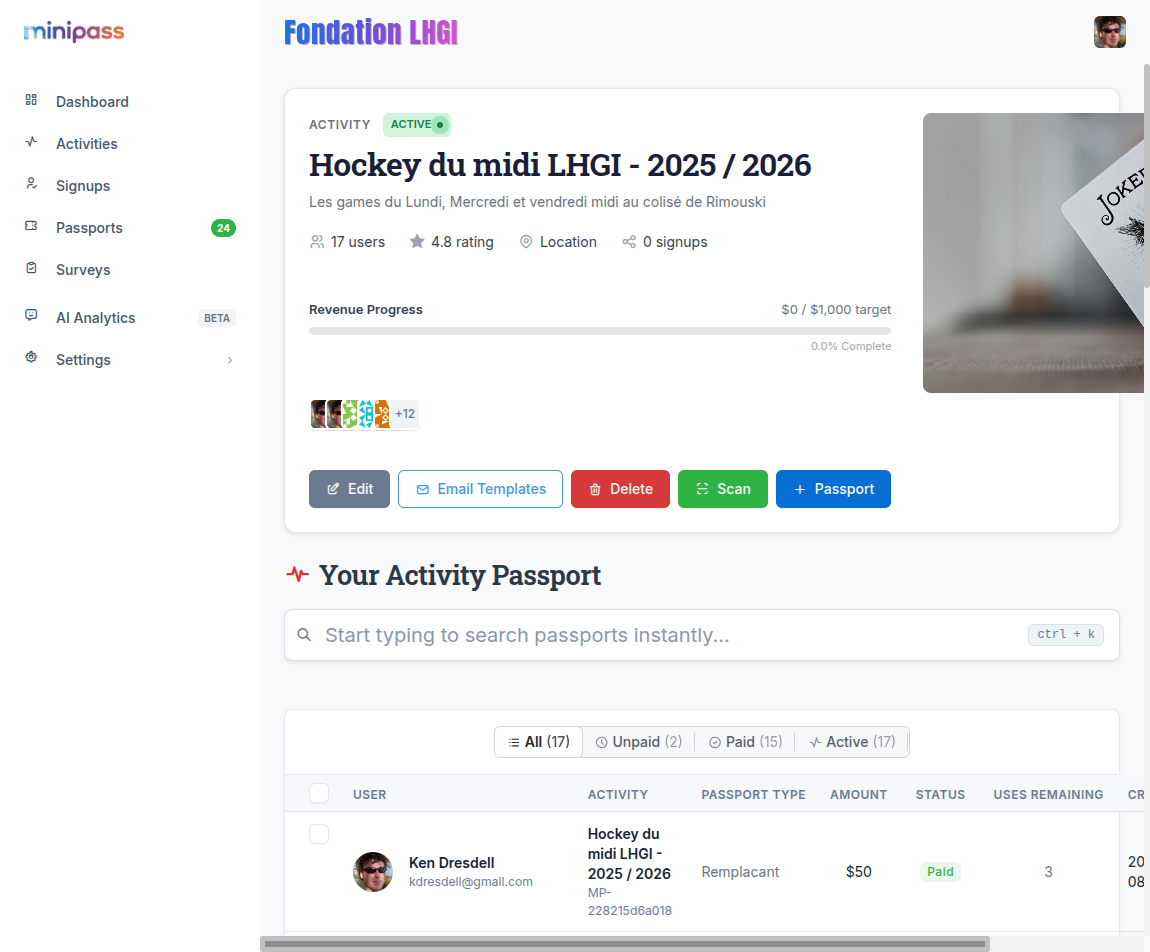 minipass
Fondation LHGI
Dashboard
Activities
Signups
Passports 24
Surveys
AI Analytics BETA
Settings
ACTIVITY ACTIVE
Hockey du midi LHGI - 2025 / 2026
Les games du Lundi, Mercredi et vendredi midi au colisé de Rimouski
17 users 4.8 rating Location 0 signups
Revenue Progress $0 / $1,000 target
0.0% Complete
+12
Edit Email Templates Delete Scan Passport
Your Activity Passport
Start typing to search passports instantly... ctrl + k
All (17) Unpaid (2) Paid (15) Active (17)
USER ACTIVITY PASSPORT TYPE AMOUNT STATUS USES REMAINING CR
Ken Dresdell
kdresdell@gmail.com
Hockey du
midi LHGI -
2025 / 2026
MP-
228215d6a018
Remplacant $50 Paid 3
20
08